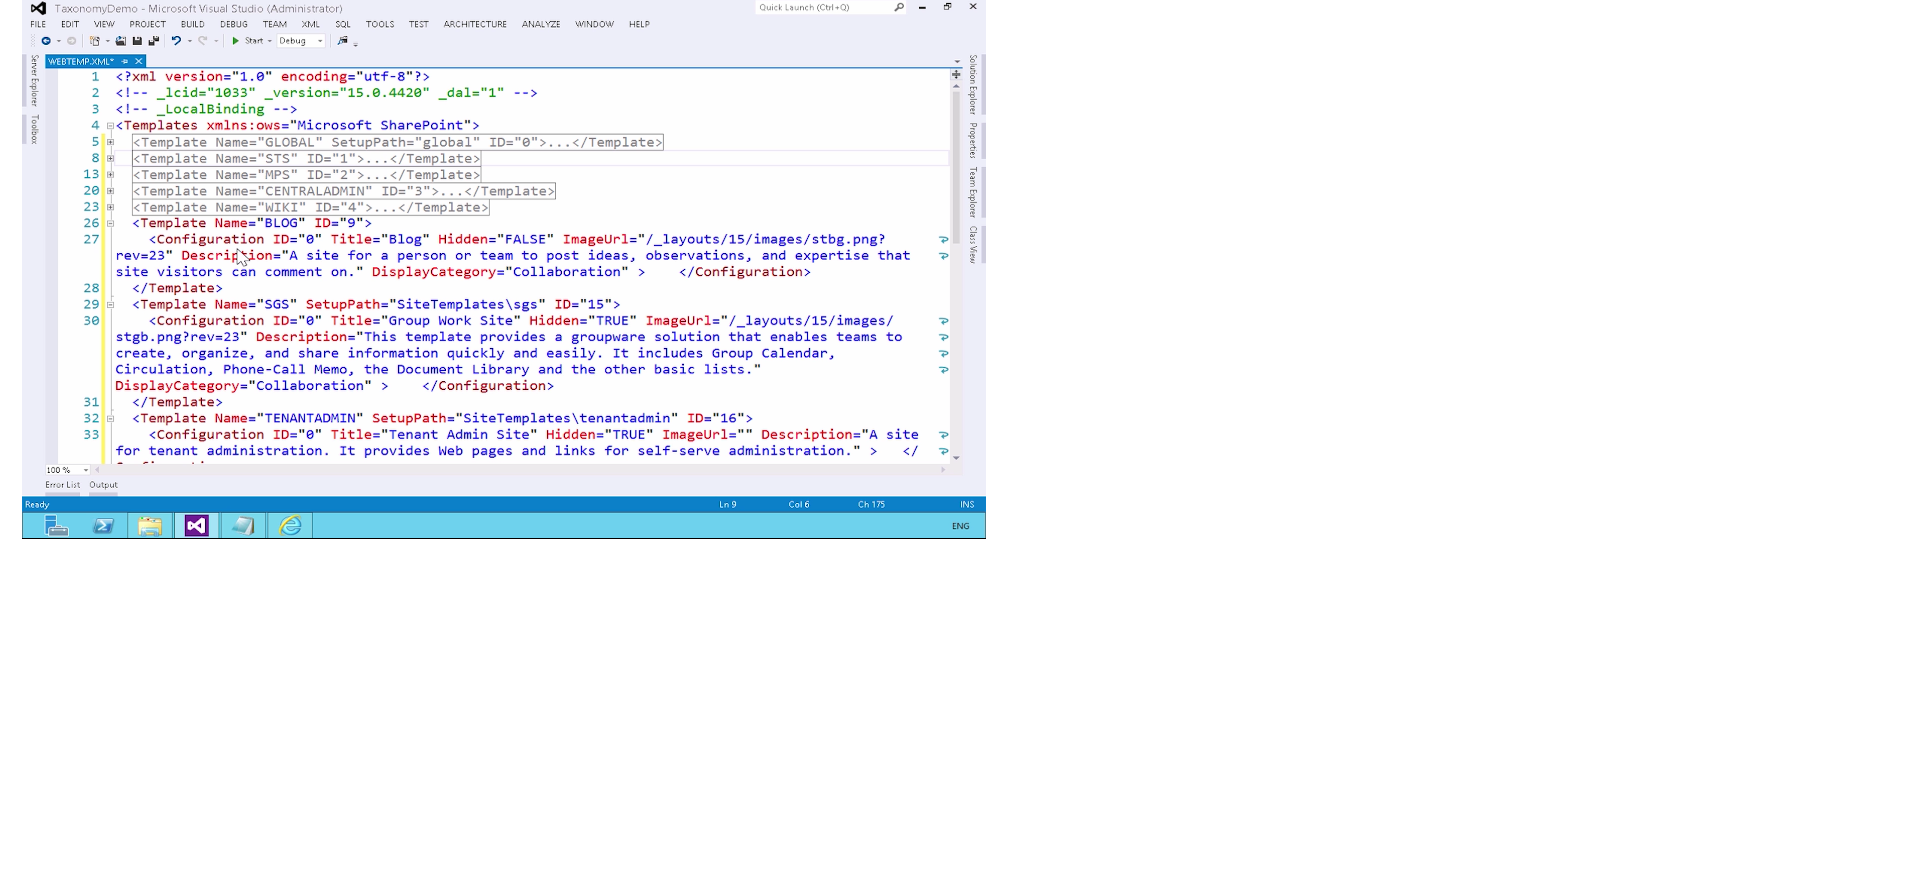 TaxonomyDemo - Microsoft Visual Studio (Administrator)
Quick Launch (Ctrl+Q)
FILE EDIT VIEW PROJECT BUILD DEBUG TEAM XML SQL TOOLS TEST ARCHITECTURE ANALYZE WINDOW HELP
Start Debug
WEBTEMP.XML*
Server Explorer
Toolbox
Solution Explorer
Properties
Team Explorer
Class View
1 <?xml version="1.0" encoding="utf-8"?>
2 <!-- _lcid="1033" _version="15.0.4420" _dal="1" -->
3 <!-- _LocalBinding -->
4 <Templates xmlns:ows="Microsoft SharePoint">
5 <Template Name="GLOBAL" SetupPath="global" ID="0">...</Template>
8 <Template Name="STS" ID="1">...</Template>
13 <Template Name="MPS" ID="2">...</Template>
20 <Template Name="CENTRALADMIN" ID="3">...</Template>
23 <Template Name="WIKI" ID="4">...</Template>
26 <Template Name="BLOG" ID="9">
27 <Configuration ID="0" Title="Blog" Hidden="FALSE" ImageUrl="/_layouts/15/images/stbg.png?
rev=23" Description="A site for a person or team to post ideas, observations, and expertise that
site visitors can comment on." DisplayCategory="Collaboration" > </Configuration>
28 </Template>
29 <Template Name="SGS" SetupPath="SiteTemplates\sgs" ID="15">
30 <Configuration ID="0" Title="Group Work Site" Hidden="TRUE" ImageUrl="/_layouts/15/images/
stgb.png?rev=23" Description="This template provides a groupware solution that enables teams to
create, organize, and share information quickly and easily. It includes Group Calendar,
Circulation, Phone-Call Memo, the Document Library and the other basic lists."
DisplayCategory="Collaboration" > </Configuration>
31 </Template>
32 <Template Name="TENANTADMIN" SetupPath="SiteTemplates\tenantadmin" ID="16">
33 <Configuration ID="0" Title="Tenant Admin Site" Hidden="TRUE" ImageUrl="" Description="A site
for tenant administration. It provides Web pages and links for self-serve administration." > </
100 %
Error List Output
Ready Ln 9 Col 6 Ch 175 INS
ENG